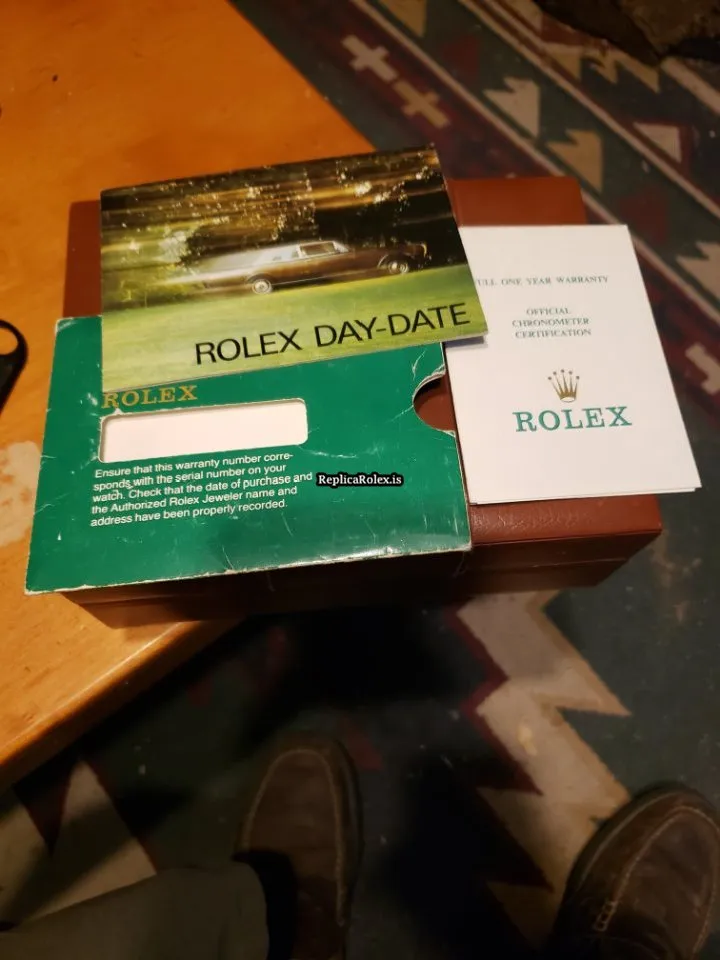 ROLEX DAY-DATE
FULL ONE YEAR WARRANTY
OFFICIAL
CHRONOMETER
CERTIFICATION
ROLEX
ROLEX
Ensure that this warranty number corre-
sponds with the serial number on your
watch. Check that the date of purchase and
the Authorized Rolex Jeweler name and
address have been properly recorded.
ReplicaRolex.is